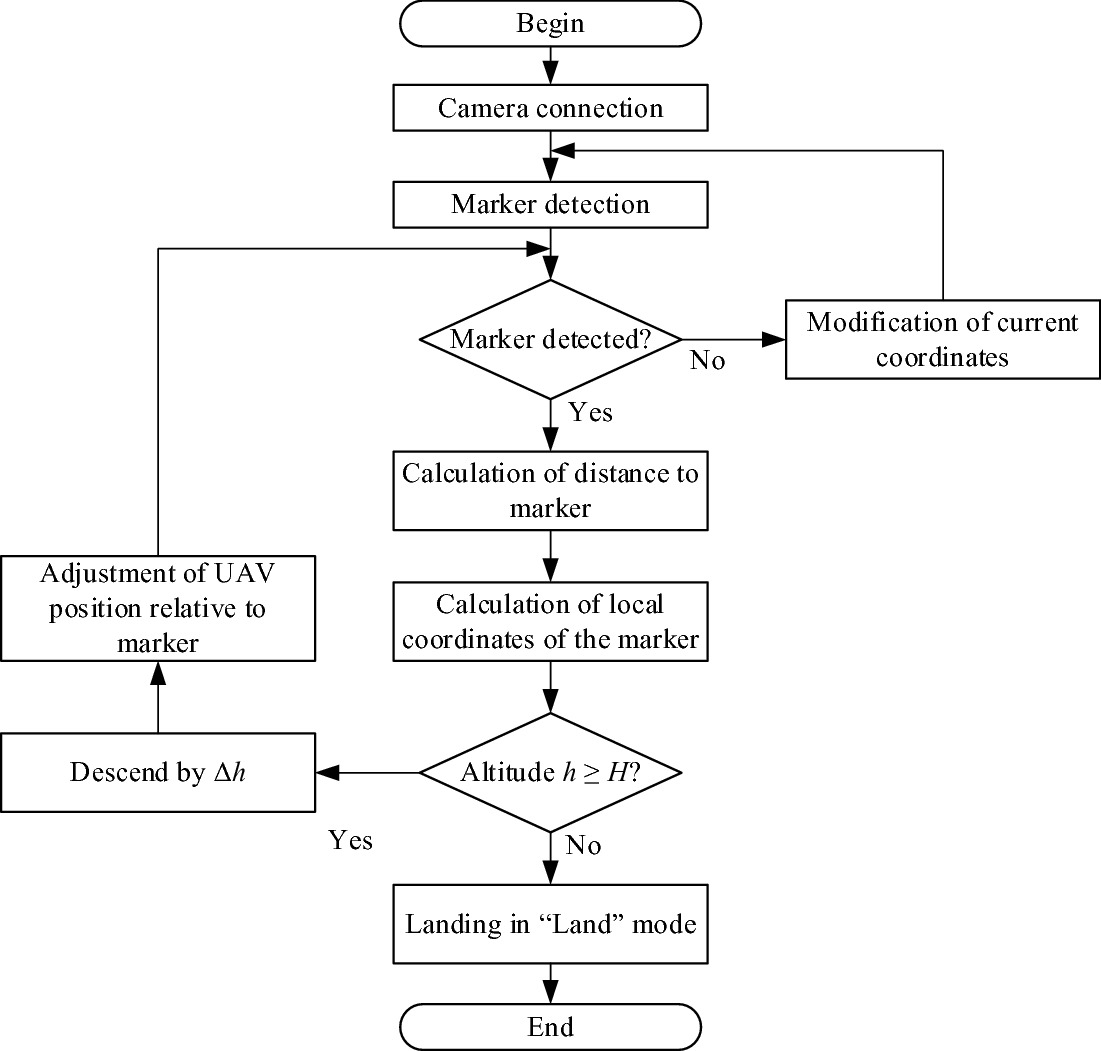 Begin
Camera connection
Marker detection
Marker detected?
No
Modification of current
coordinates
Yes
Calculation of distance to
marker
Adjustment of UAV
position relative to
marker
Calculation of local
coordinates of the marker
Descend by Δh
Altitude h ≥ H?
Yes
No
Landing in “Land” mode
End